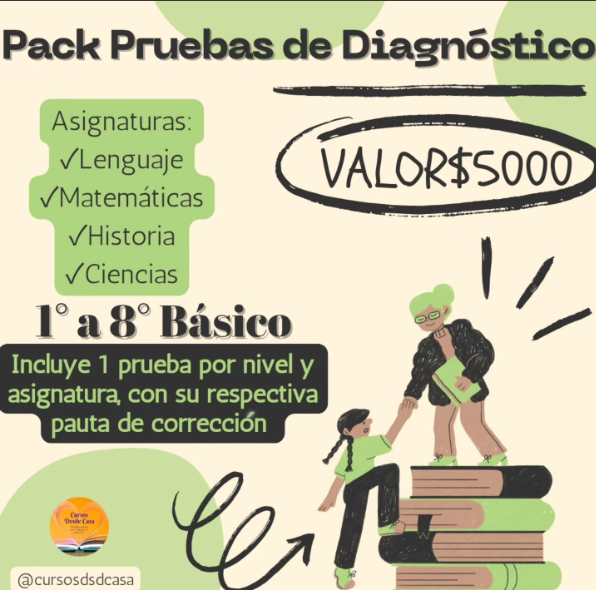 Pack Pruebas de Diagnóstico
Asignaturas:
✓Lenguaje
✓Matemáticas
✓Historia
✓Ciencias
VALOR$5000
1° a 8° Básico
Incluye 1 prueba por nivel y
asignatura, con su respectiva
pauta de corrección
Cursos
Desde Casa
@cursosdsdcasa